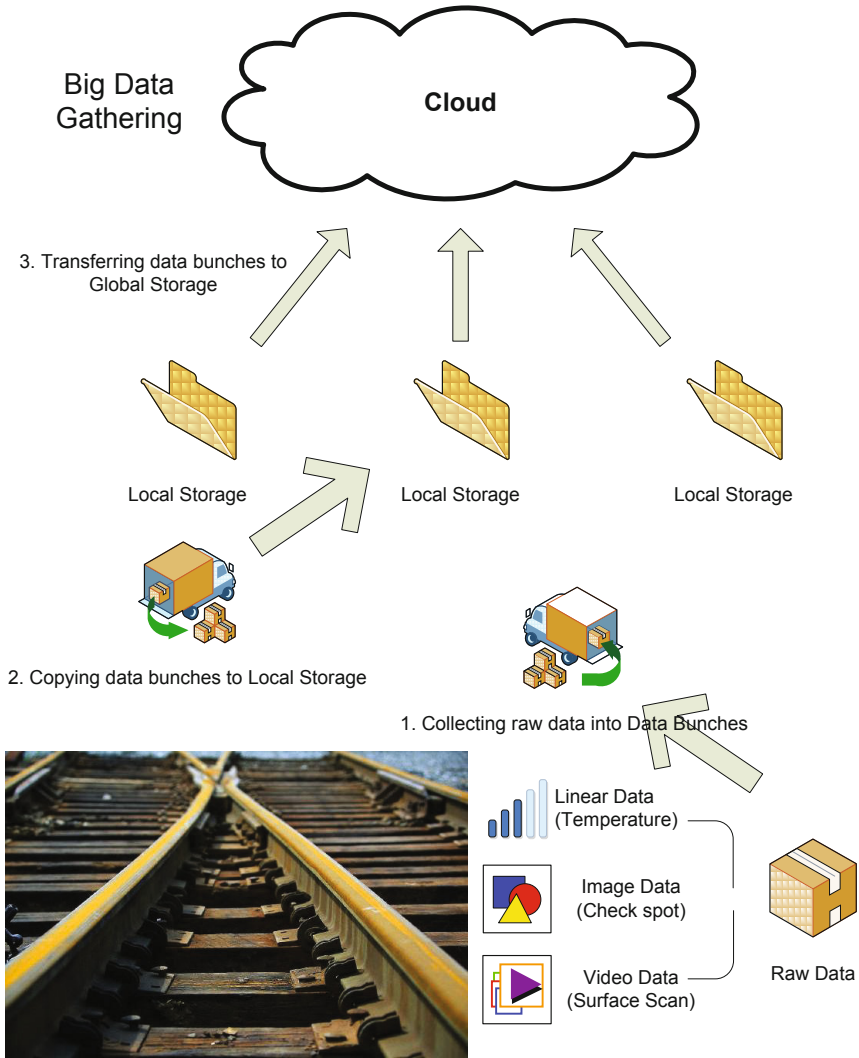 Big Data
Gathering
Cloud
3. Transferring data bunches to
Global Storage
Local Storage
Local Storage
Local Storage
2. Copying data bunches to Local Storage
1. Collecting raw data into Data Bunches
Linear Data
(Temperature)
Image Data
(Check spot)
Video Data
(Surface Scan)
Raw Data